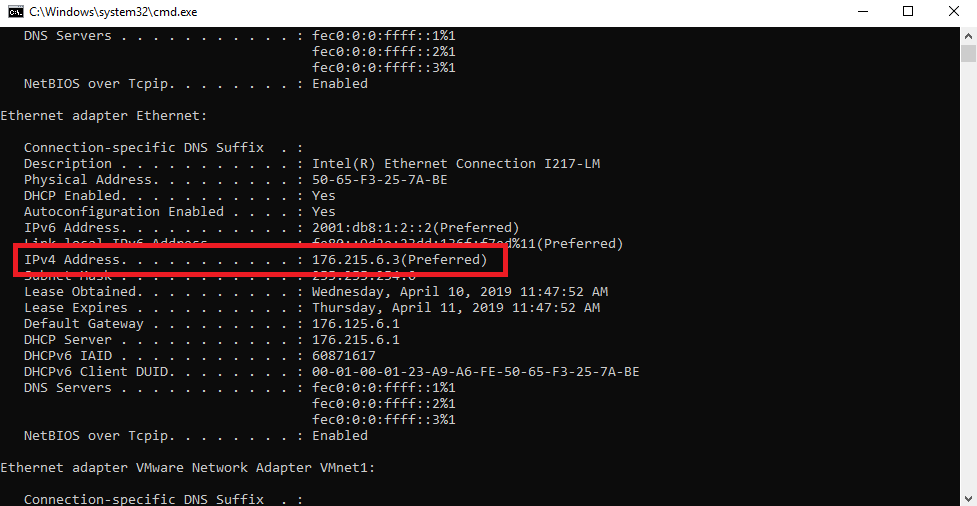 C:\Windows\system32\cmd.exe
DNS Servers . . . . . . . . . . . : fec0:0:0:ffff::1%1
fec0:0:0:ffff::2%1
fec0:0:0:ffff::3%1
NetBIOS over Tcpip. . . . . . . . : Enabled
Ethernet adapter Ethernet:
Connection-specific DNS Suffix  . :
Description . . . . . . . . . . . : Intel(R) Ethernet Connection I217-LM
Physical Address. . . . . . . . . : 50-65-F3-25-7A-BE
DHCP Enabled. . . . . . . . . . . : Yes
Autoconfiguration Enabled . . . . : Yes
IPv6 Address. . . . . . . . . . . : 2001:db8:1:2::2(Preferred)
Link-local IPv6 Address . . . . . : (Preferred)
IPv4 Address. . . . . . . . . . . : 176.215.6.3(Preferred)
Subnet Mask . . . . . . . . . . . : 255.255.254.0
Lease Obtained. . . . . . . . . . : Wednesday, April 10, 2019 11:47:52 AM
Lease Expires . . . . . . . . . . : Thursday, April 11, 2019 11:47:52 AM
Default Gateway . . . . . . . . . : 176.125.6.1
DHCP Server . . . . . . . . . . . : 176.215.6.1
DHCPv6 IAID . . . . . . . . . . . : 60871617
DHCPv6 Client DUID. . . . . . . . : 00-01-00-01-23-A9-A6-FE-50-65-F3-25-7A-BE
DNS Servers . . . . . . . . . . . : fec0:0:0:ffff::1%1
fec0:0:0:ffff::2%1
fec0:0:0:ffff::3%1
NetBIOS over Tcpip. . . . . . . . : Enabled
Ethernet adapter VMware Network Adapter VMnet1:
Connection-specific DNS Suffix  . :